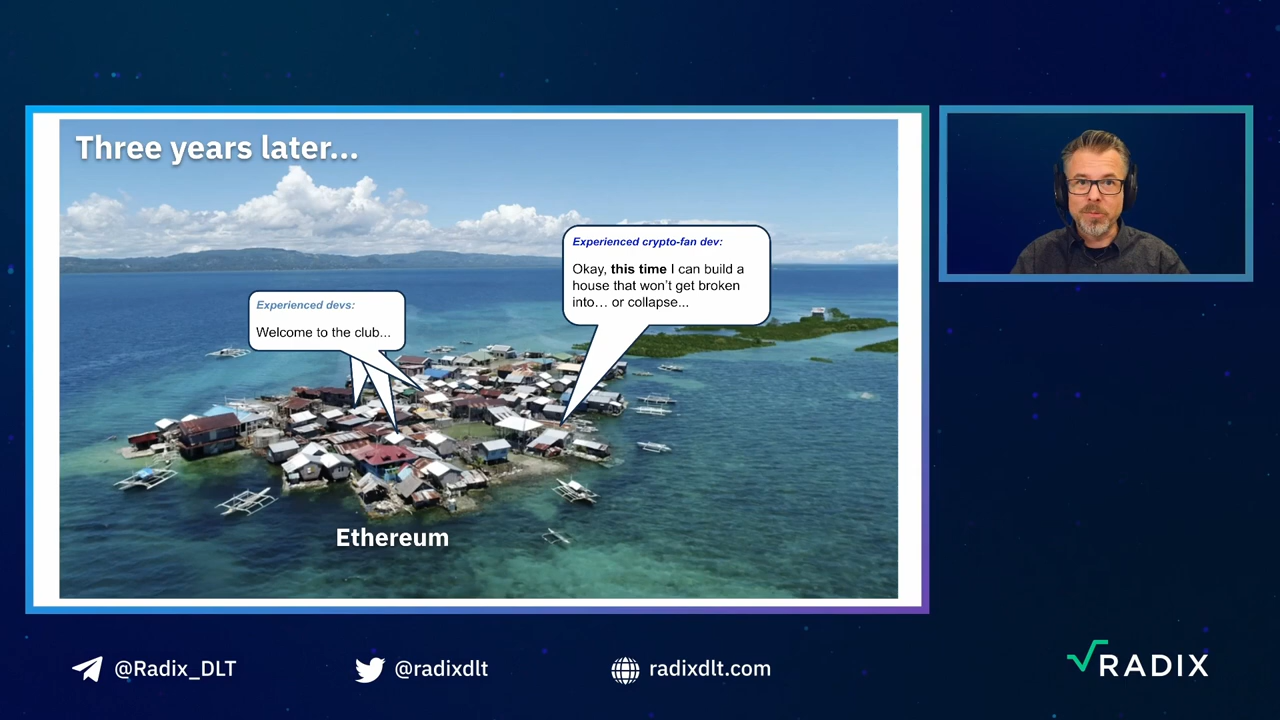 Three years later...
Experienced crypto-fan dev:
Okay, this time I can build a
house that won't get broken
into... or collapse...
Experienced devs:
Welcome to the club...
Ethereum
@Radix_DLT
@radixdlt
radixdlt.com
RADIX